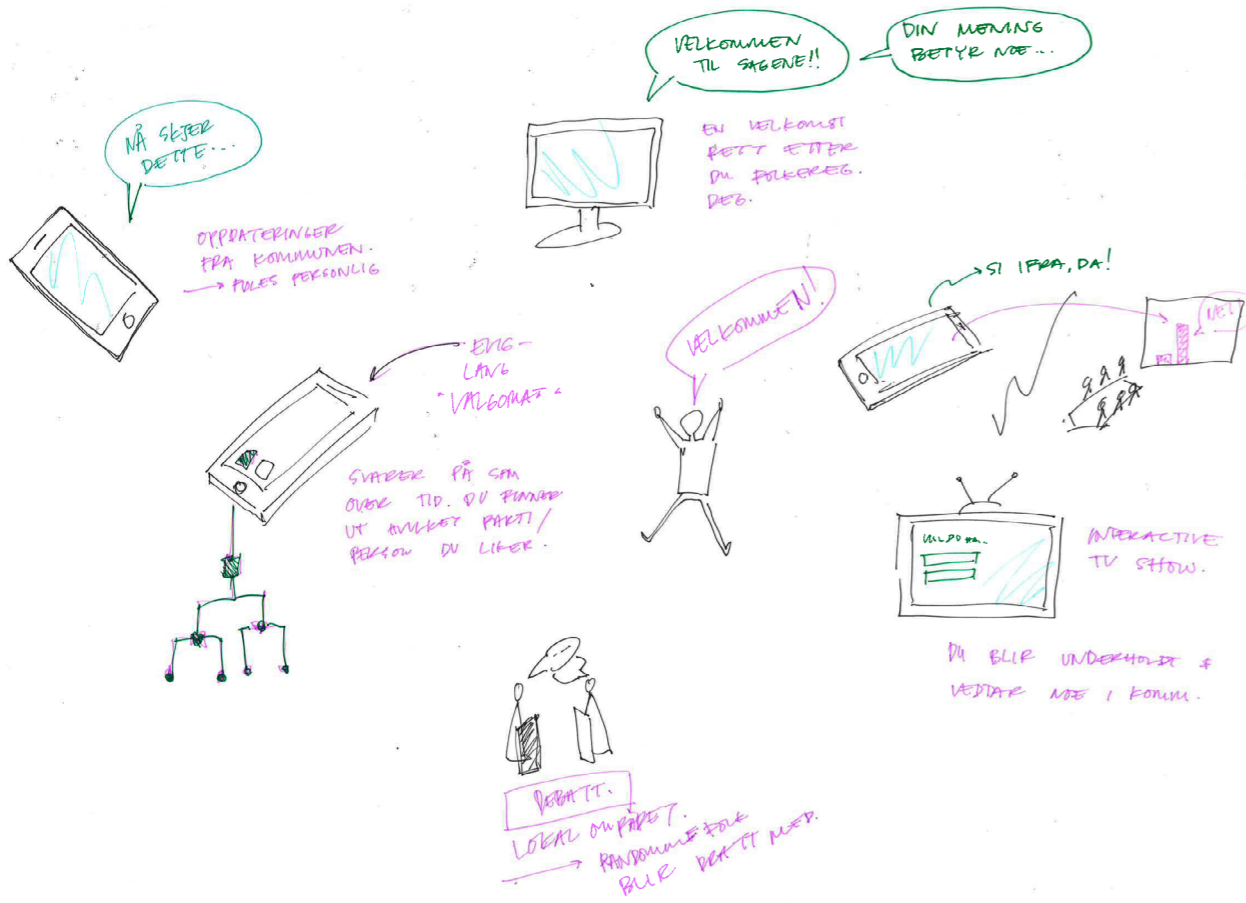 VELKOMMEN
TIL SAGENE!!
DIN MENING
BETYR NOE...
EN VELKOMST
RETT ETTER
DU FOLKEREG.
DEG.
NÅ SKJER
DETTE...
OPPDATERINGER
FRA KOMMUNEN.
→ FØLES PERSONLIG
SI IFRA, DA!
NEI
VELKOMMEN!
EVIG-
LANG
"VALGOMAT"
SVARER PÅ SPM
OVER TID. DU FINNER
UT HVILKET PARTI/
PERSON DU LIKER.
VIL DU HA..
INTERACTIVE
TV SHOW.
DU BLIR UNDERHOLDT &
VEDTAR NOE I KOMM.
DEBATT.
LOKAL OMRÅDET.
→ RANDOMME FOLK
BLIR DRATT MED.